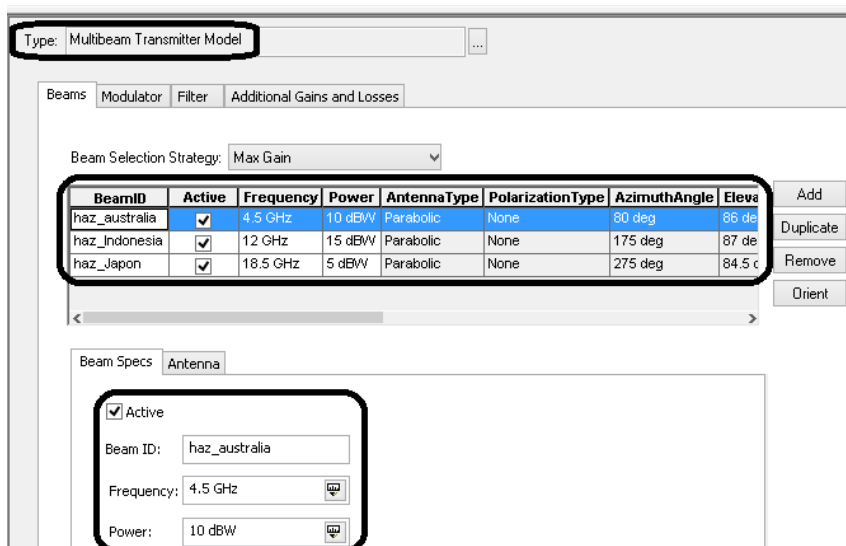 Type: Multibeam Transmitter Model ...
Beams Modulator Filter Additional Gains and Losses
Beam Selection Strategy: Max Gain
BeamID Active Frequency Power AntennaType PolarizationType AzimuthAngle Eleva
haz_australia 4.5 GHz 10 dBW Parabolic None 80 deg 86 de
haz_Indonesia 12 GHz 15 dBW Parabolic None 175 deg 87 de
haz_Japon 18.5 GHz 5 dBW Parabolic None 275 deg 84.5 d
Add
Duplicate
Remove
Orient
Beam Specs Antenna
Active
Beam ID: haz_australia
Frequency: 4.5 GHz
Power: 10 dBW